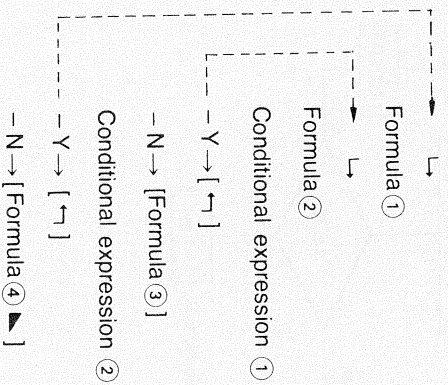 ↳
Formula ①
↳
Formula ②
Conditional expression ①
– Y → [ ↰ ]
– N → [Formula ③ ]
Conditional expression ②
– Y → [ ↰ ]
– N → [Formula ④ ◣ ]